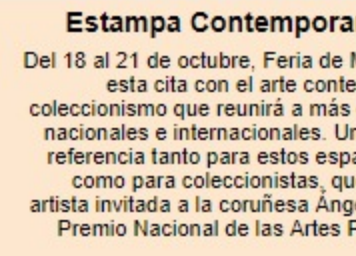 Estampa Contempora
Del 18 al 21 de octubre, Feria de M
esta cita con el arte conte
coleccionismo que reunirá a más
nacionales e internacionales. Un
referencia tanto para estos espa
como para coleccionistas, qu
artista invitada a la coruñesa Ánge
Premio Nacional de las Artes P